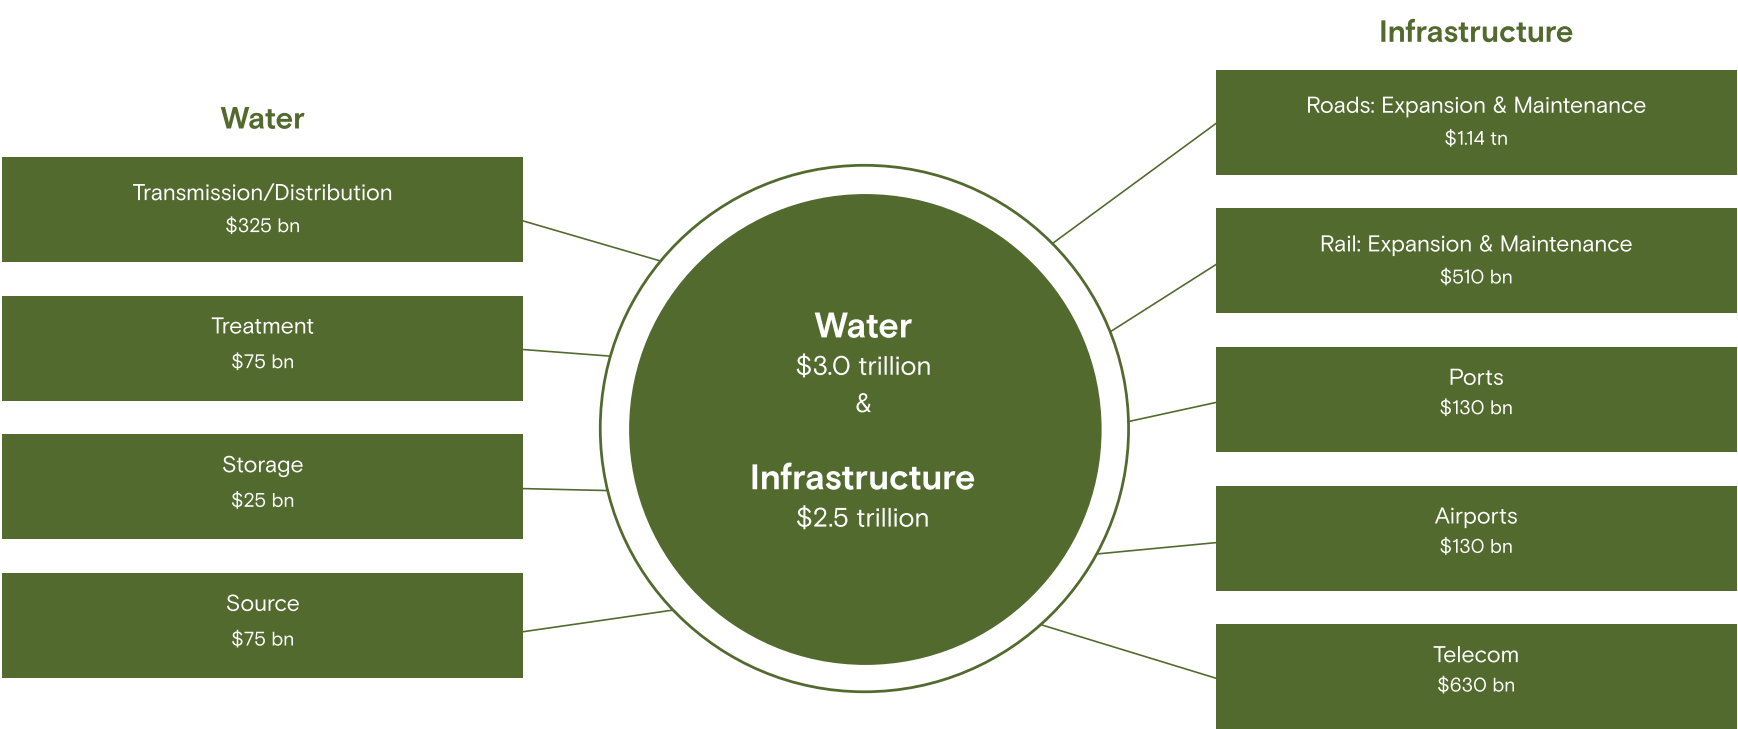 Water
Transmission/Distribution
$325 bn
Treatment
$75 bn
Storage
$25 bn
Source
$75 bn
Water
$3.0 trillion
&
Infrastructure
$2.5 trillion
Infrastructure
Roads: Expansion & Maintenance
$1.14 tn
Rail: Expansion & Maintenance
$510 bn
Ports
$130 bn
Airports
$130 bn
Telecom
$630 bn